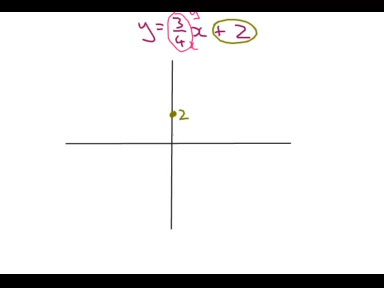 y
y = 3/4 x + 2
x
2